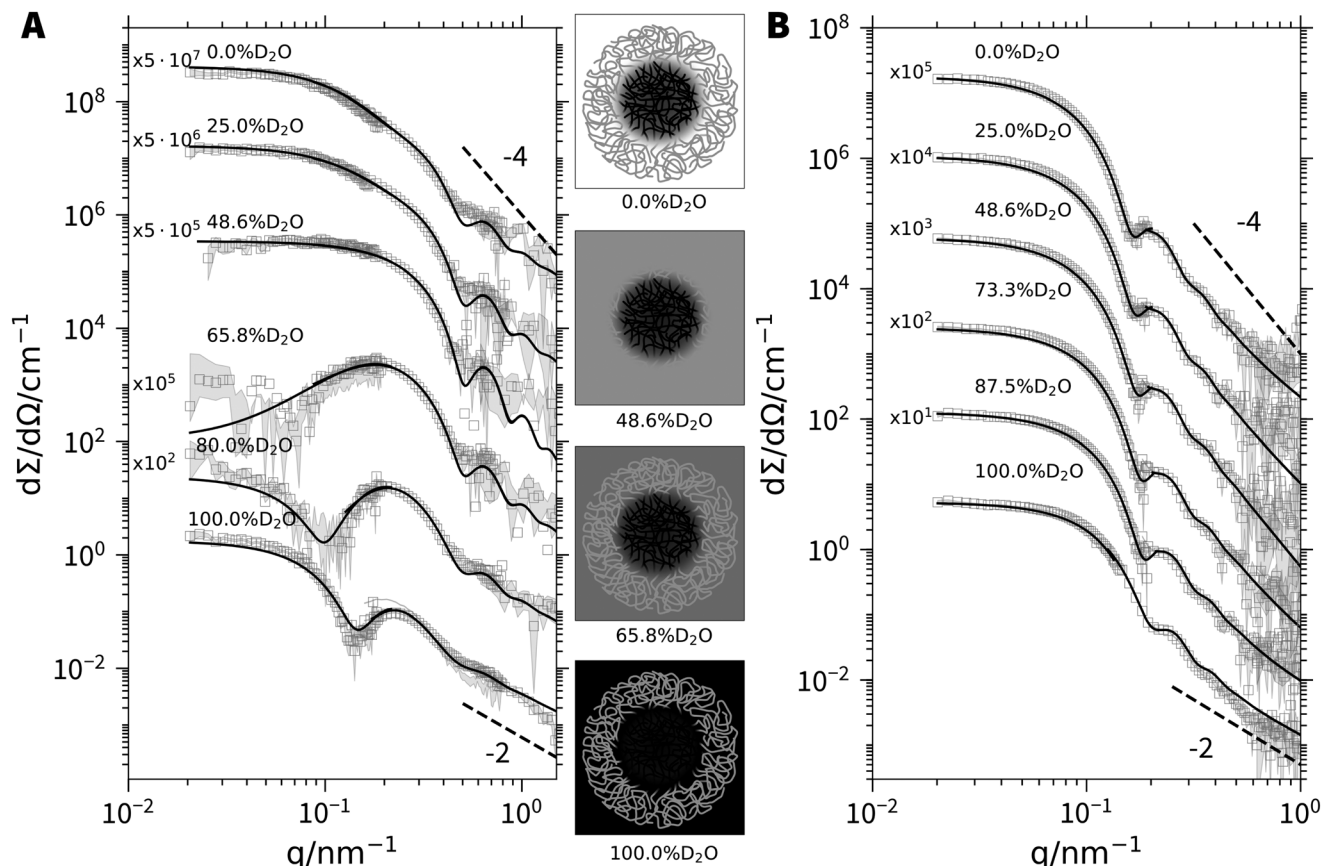 A
B
x5 · 10⁷ 0.0%D₂O
x5 · 10⁶ 25.0%D₂O
x5 · 10⁵ 48.6%D₂O
65.8%D₂O
x10⁵
80.0%D₂O
x10²
100.0%D₂O
-4
-2
10⁸
10⁶
10⁴
10²
10⁰
10⁻²
dΣ/dΩ/cm⁻¹
10⁻²
10⁻¹
10⁰
q/nm⁻¹
0.0%D₂O
48.6%D₂O
65.8%D₂O
100.0%D₂O
0.0%D₂O
x10⁵
25.0%D₂O
x10⁴
48.6%D₂O
x10³
73.3%D₂O
x10²
87.5%D₂O
x10¹
100.0%D₂O
-4
-2
10⁸
10⁶
10⁴
10²
10⁰
10⁻²
dΣ/dΩ/cm⁻¹
10⁻²
10⁻¹
10⁰
q/nm⁻¹